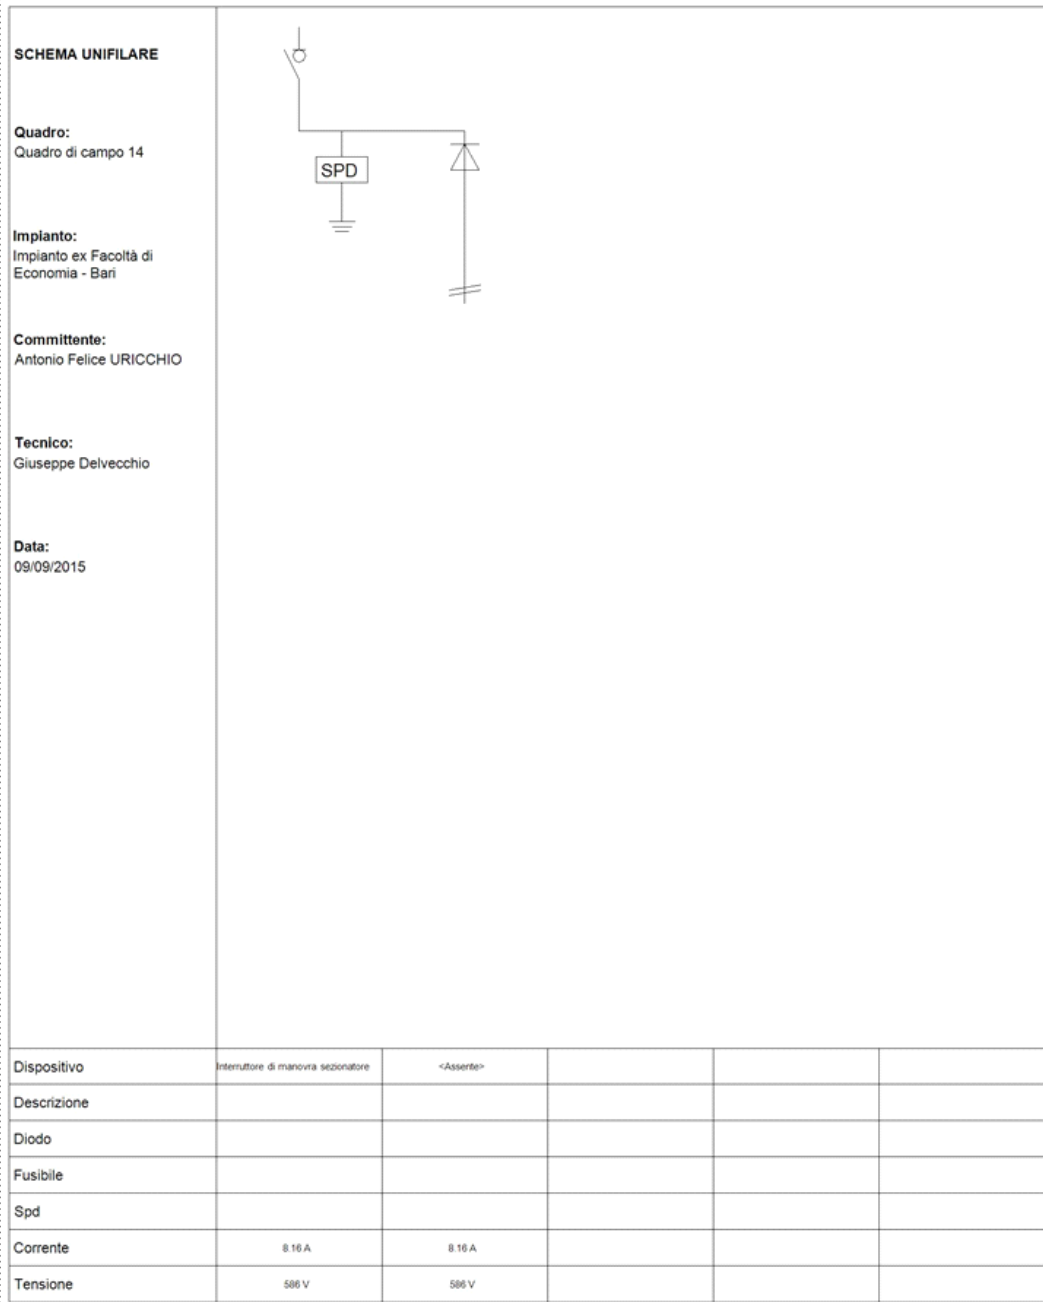 SCHEMA UNIFILARE
Quadro:
Quadro di campo 14
Impianto:
Impianto ex Facoltà di
Economia - Bari
Committente:
Antonio Felice URICCHIO
Tecnico:
Giuseppe Delvecchio
Data:
09/09/2015
SPD
Dispositivo Interruttore di manovra sezionatore <Assente>
Descrizione
Diodo
Fusibile
Spd
Corrente 8.16 A 8.16 A
Tensione 586 V 586 V